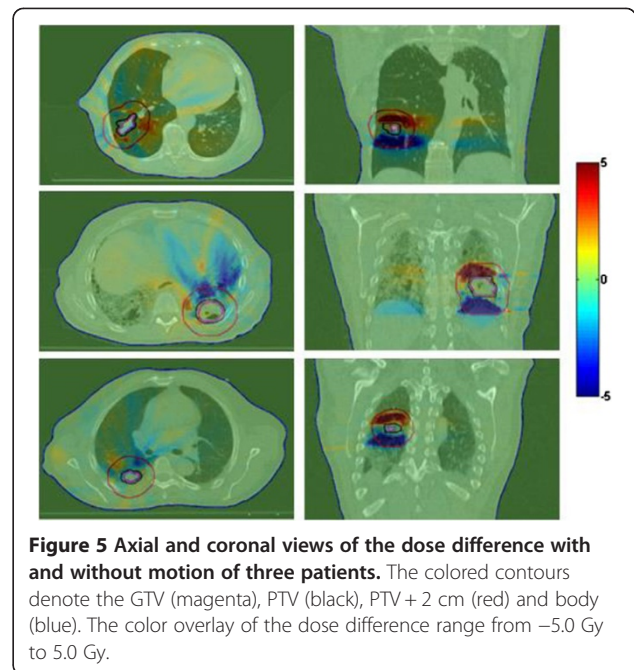 5
0
-5
Figure 5 Axial and coronal views of the dose difference with
and without motion of three patients. The colored contours
denote the GTV (magenta), PTV (black), PTV + 2 cm (red) and body
(blue). The color overlay of the dose difference range from −5.0 Gy
to 5.0 Gy.